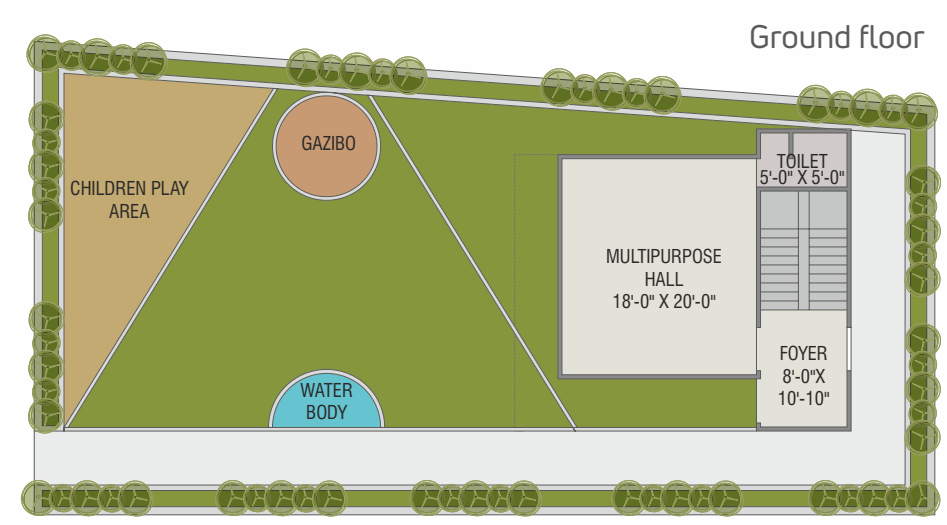 Ground floor
GAZIBO
TOILET
5'-0" X 5'-0"
CHILDREN PLAY
AREA
MULTIPURPOSE
HALL
18'-0" X 20'-0"
FOYER
8'-0"X
10'-10"
WATER
BODY